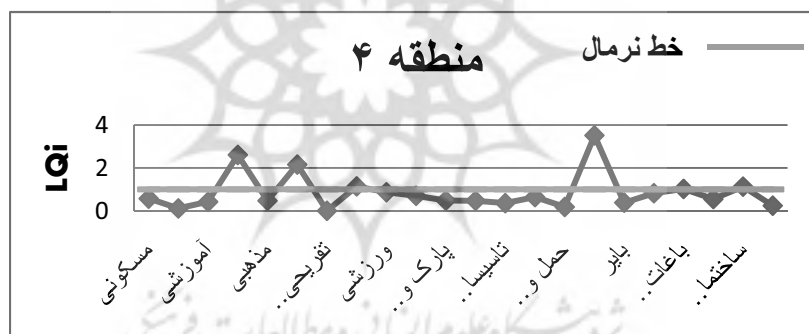 منطقه ۴
خط نرمال
LQi
4
2
0
مسکونی
آموزشی
مذهبی
تفریحی..
ورزشی
پارک و..
تاسیسا..
حمل و..
بایر
باغات..
ساختما..